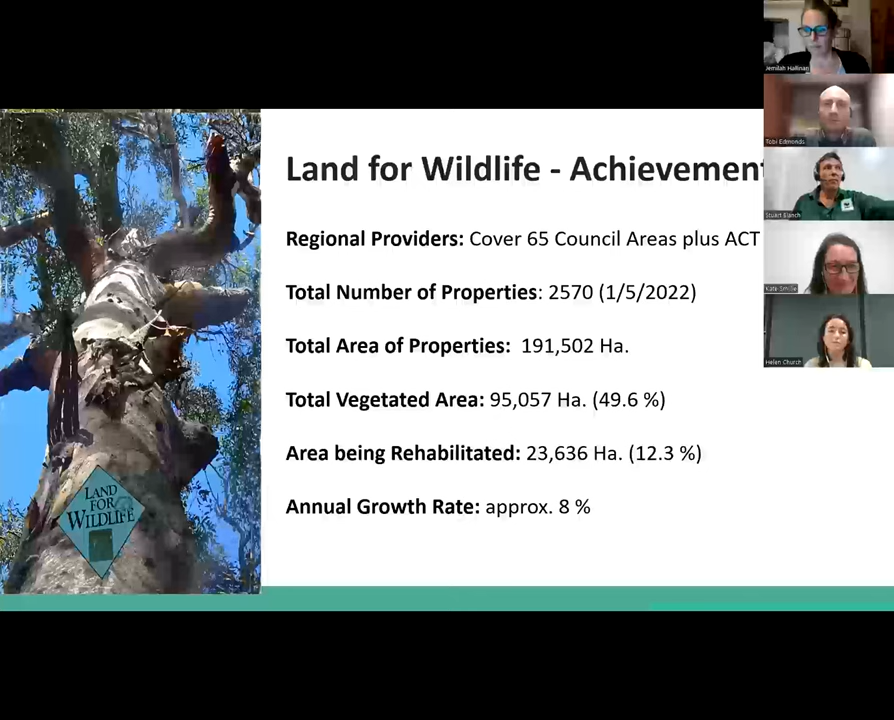 Land for Wildlife - Achievement
Regional Providers: Cover 65 Council Areas plus ACT
Total Number of Properties: 2570 (1/5/2022)
Total Area of Properties: 191,502 Ha.
Total Vegetated Area: 95,057 Ha. (49.6 %)
Area being Rehabilitated: 23,636 Ha. (12.3 %)
Annual Growth Rate: approx. 8 %
LAND
FOR
WILDLIFE
Jemilah Hallinan
Tobi Edmonds
Stuart Blanch
Kate Smillie
Helen Church